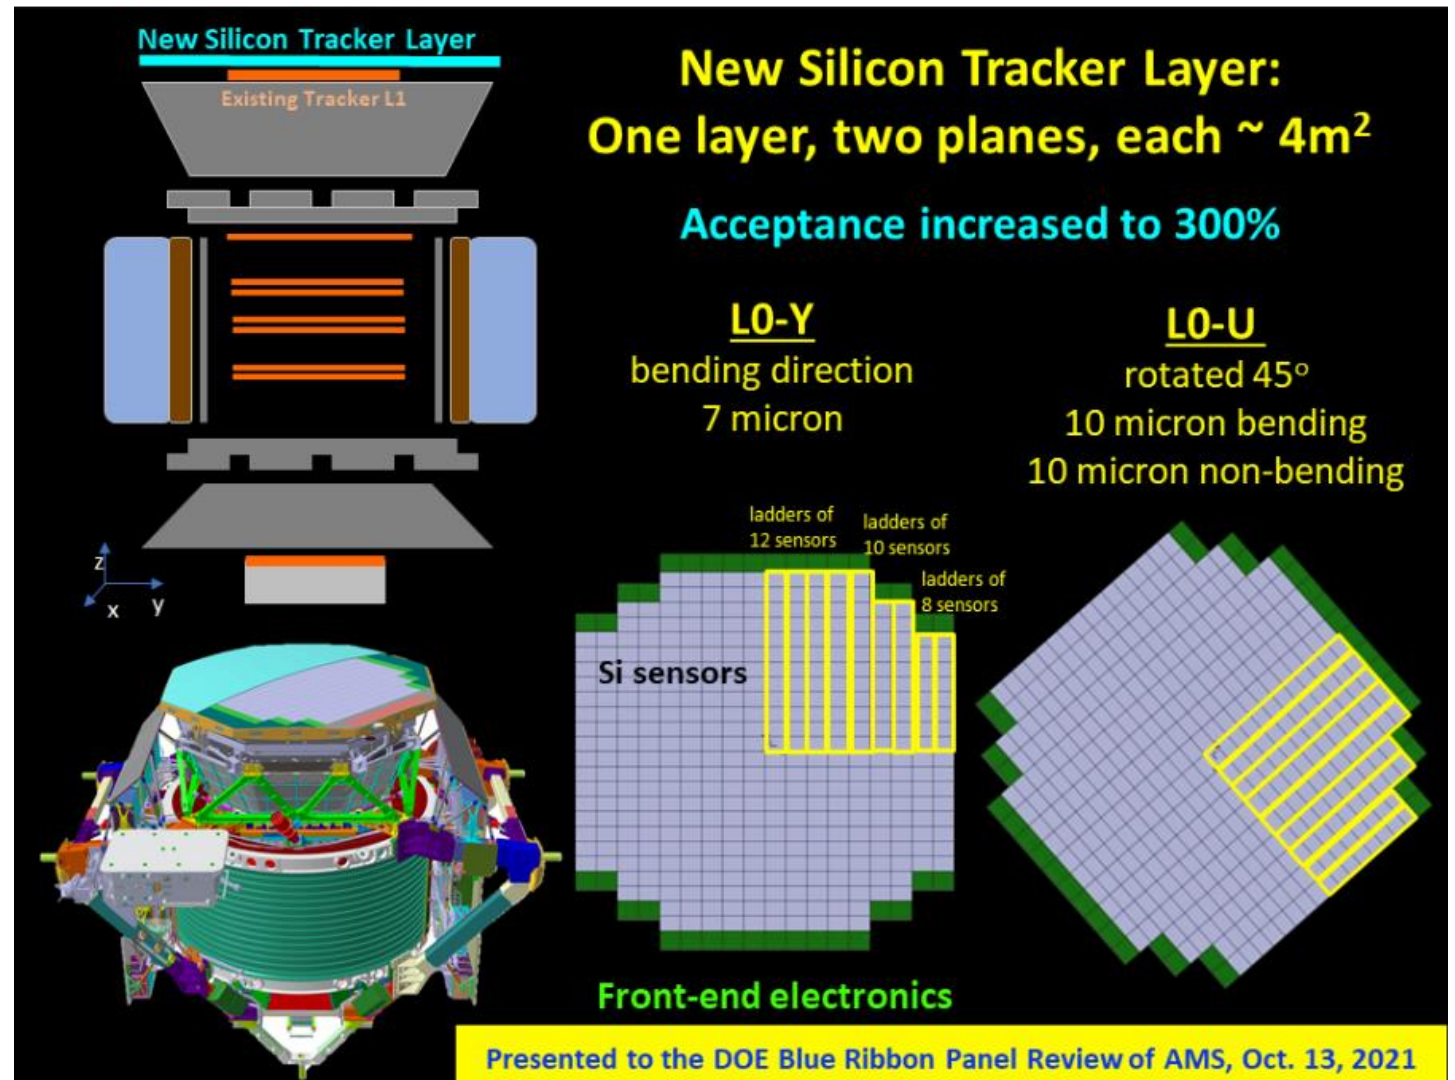 New Silicon Tracker Layer
Existing Tracker L1
z
x
y
New Silicon Tracker Layer:
One layer, two planes, each ~ 4m²
Acceptance increased to 300%
L0-Y
bending direction
7 micron
L0-U
rotated 45°
10 micron bending
10 micron non-bending
ladders of
12 sensors
ladders of
10 sensors
ladders of
8 sensors
Si sensors
Front-end electronics
Presented to the DOE Blue Ribbon Panel Review of AMS, Oct. 13, 2021